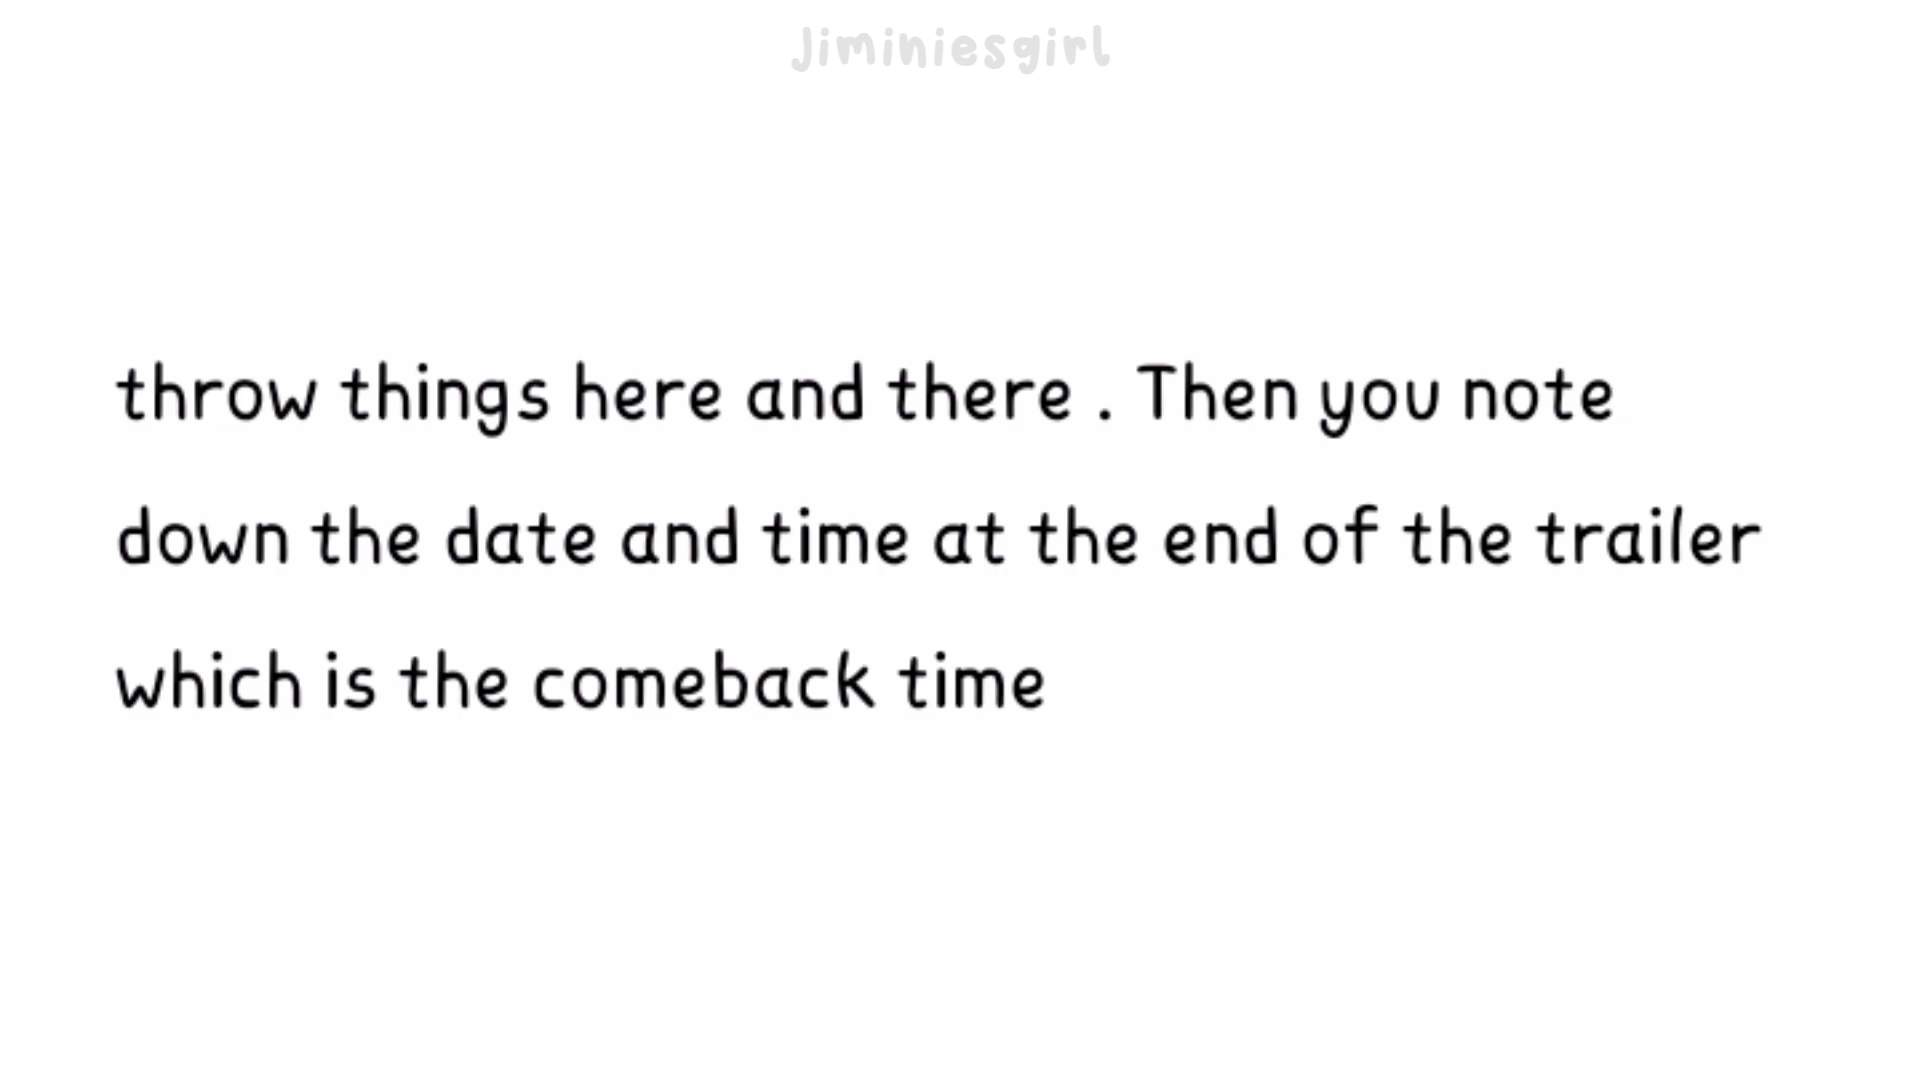 Jiminiesgirl
throw things here and there . Then you note
down the date and time at the end of the trailer
which is the comeback time